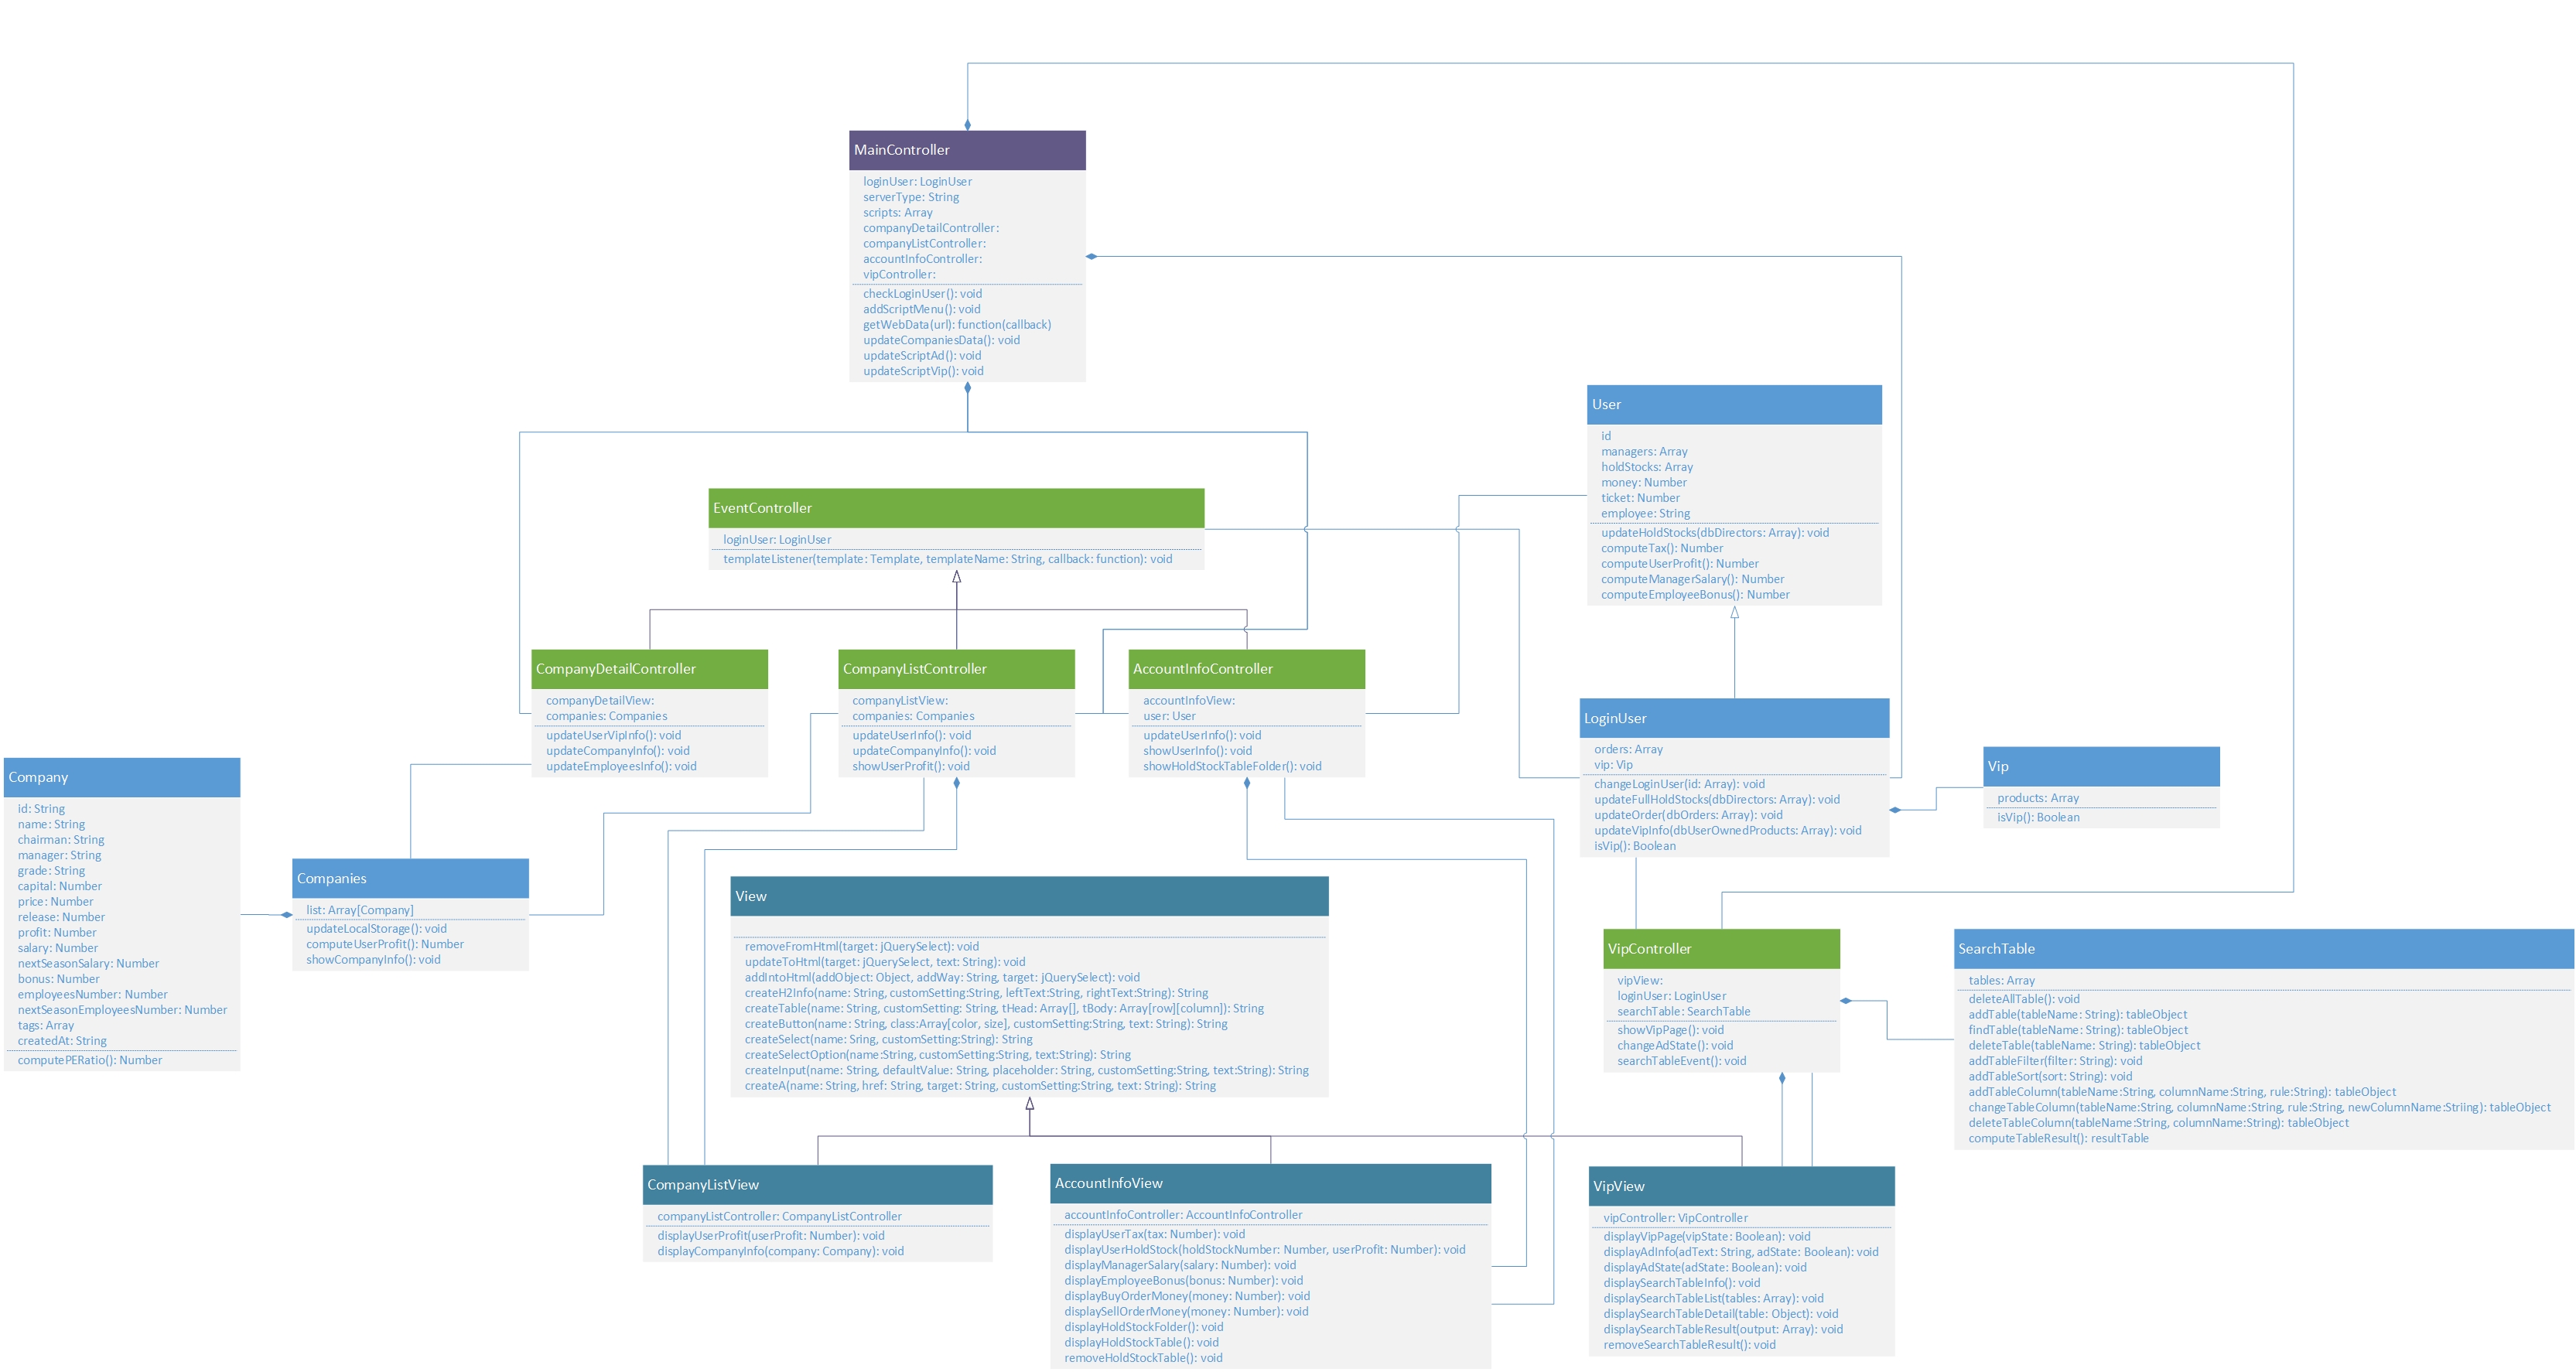 MainController
loginUser: LoginUser
serverType: String
scripts: Array
companyDetailController:
companyListController:
accountInfoController:
vipController:
checkLoginUser(): void
addScriptMenu(): void
getWebData(url): function(callback)
updateCompaniesData(): void
updateScriptAd(): void
updateScriptVip(): void
User
id
managers: Array
holdStocks: Array
money: Number
ticket: Number
employee: String
updateHoldStocks(dbDirectors: Array): void
computeTax(): Number
computeUserProfit(): Number
computeManagerSalary(): Number
computeEmployeeBonus(): Number
EventController
loginUser: LoginUser
templateListener(template: Template, templateName: String, callback: function): void
CompanyDetailController
companyDetailView:
companies: Companies
updateUserVipInfo(): void
updateCompanyInfo(): void
updateEmployeesInfo(): void
CompanyListController
companyListView:
companies: Companies
updateUserInfo(): void
updateCompanyInfo(): void
showUserProfit(): void
AccountInfoController
accountInfoView:
user: User
updateUserInfo(): void
showUserInfo(): void
showHoldStockTableFolder(): void
LoginUser
orders: Array
vip: Vip
changeLoginUser(id: Array): void
updateFullHoldStocks(dbDirectors: Array): void
updateOrder(dbOrders: Array): void
updateVipInfo(dbUserOwnedProducts: Array): void
isVip(): Boolean
Vip
products: Array
isVip(): Boolean
Company
id: String
name: String
chairman: String
manager: String
grade: String
capital: Number
price: Number
release: Number
profit: Number
salary: Number
nextSeasonSalary: Number
bonus: Number
employeesNumber: Number
nextSeasonEmployeesNumber: Number
tags: Array
createdAt: String
computePERatio(): Number
Companies
list: Array[Company]
updateLocalStorage(): void
computeUserProfit(): Number
showCompanyInfo(): void
View
removeFromHtml(target: jQuerySelect): void
updateToHtml(target: jQuerySelect, text: String): void
addIntoHtml(addObject: Object, addWay: String, target: jQuerySelect): void
createH2Info(name: String, customSetting:String, leftText:String, rightText:String): String
createTable(name: String, customSetting: String, tHead: Array[], tBody: Array[row][column]): String
createButton(name: String, class:Array[color, size], customSetting:String, text: String): String
createSelect(name: Sring, customSetting:String): String
createSelectOption(name:String, customSetting:String, text:String): String
createInput(name: String, defaultValue: String, placeholder: String, customSetting:String, text:String): String
createA(name: String, href: String, target: String, customSetting:String, text: String): String
VipController
vipView:
loginUser: LoginUser
searchTable: SearchTable
showVipPage(): void
changeAdState(): void
searchTableEvent(): void
SearchTable
tables: Array
deleteAllTable(): void
addTable(tableName: String): tableObject
findTable(tableName: String): tableObject
deleteTable(tableName: String): tableObject
addTableFilter(filter: String): void
addTableSort(sort: String): void
addTableColumn(tableName:String, columnName:String, rule:String): tableObject
changeTableColumn(tableName:String, columnName:String, rule:String, newColumnName:Striing): tableObject
deleteTableColumn(tableName:String, columnName:String): tableObject
computeTableResult(): resultTable
CompanyListView
companyListController: CompanyListController
displayUserProfit(userProfit: Number): void
displayCompanyInfo(company: Company): void
AccountInfoView
accountInfoController: AccountInfoController
displayUserTax(tax: Number): void
displayUserHoldStock(holdStockNumber: Number, userProfit: Number): void
displayManagerSalary(salary: Number): void
displayEmployeeBonus(bonus: Number): void
displayBuyOrderMoney(money: Number): void
displaySellOrderMoney(money: Number): void
displayHoldStockFolder(): void
displayHoldStockTable(): void
removeHoldStockTable(): void
VipView
vipController: VipController
displayVipPage(vipState: Boolean): void
displayAdInfo(adText: String, adState: Boolean): void
displayAdState(adState: Boolean): void
displaySearchTableInfo(): void
displaySearchTableList(tables: Array): void
displaySearchTableDetail(table: Object): void
displaySearchTableResult(output: Array): void
removeSearchTableResult(): void